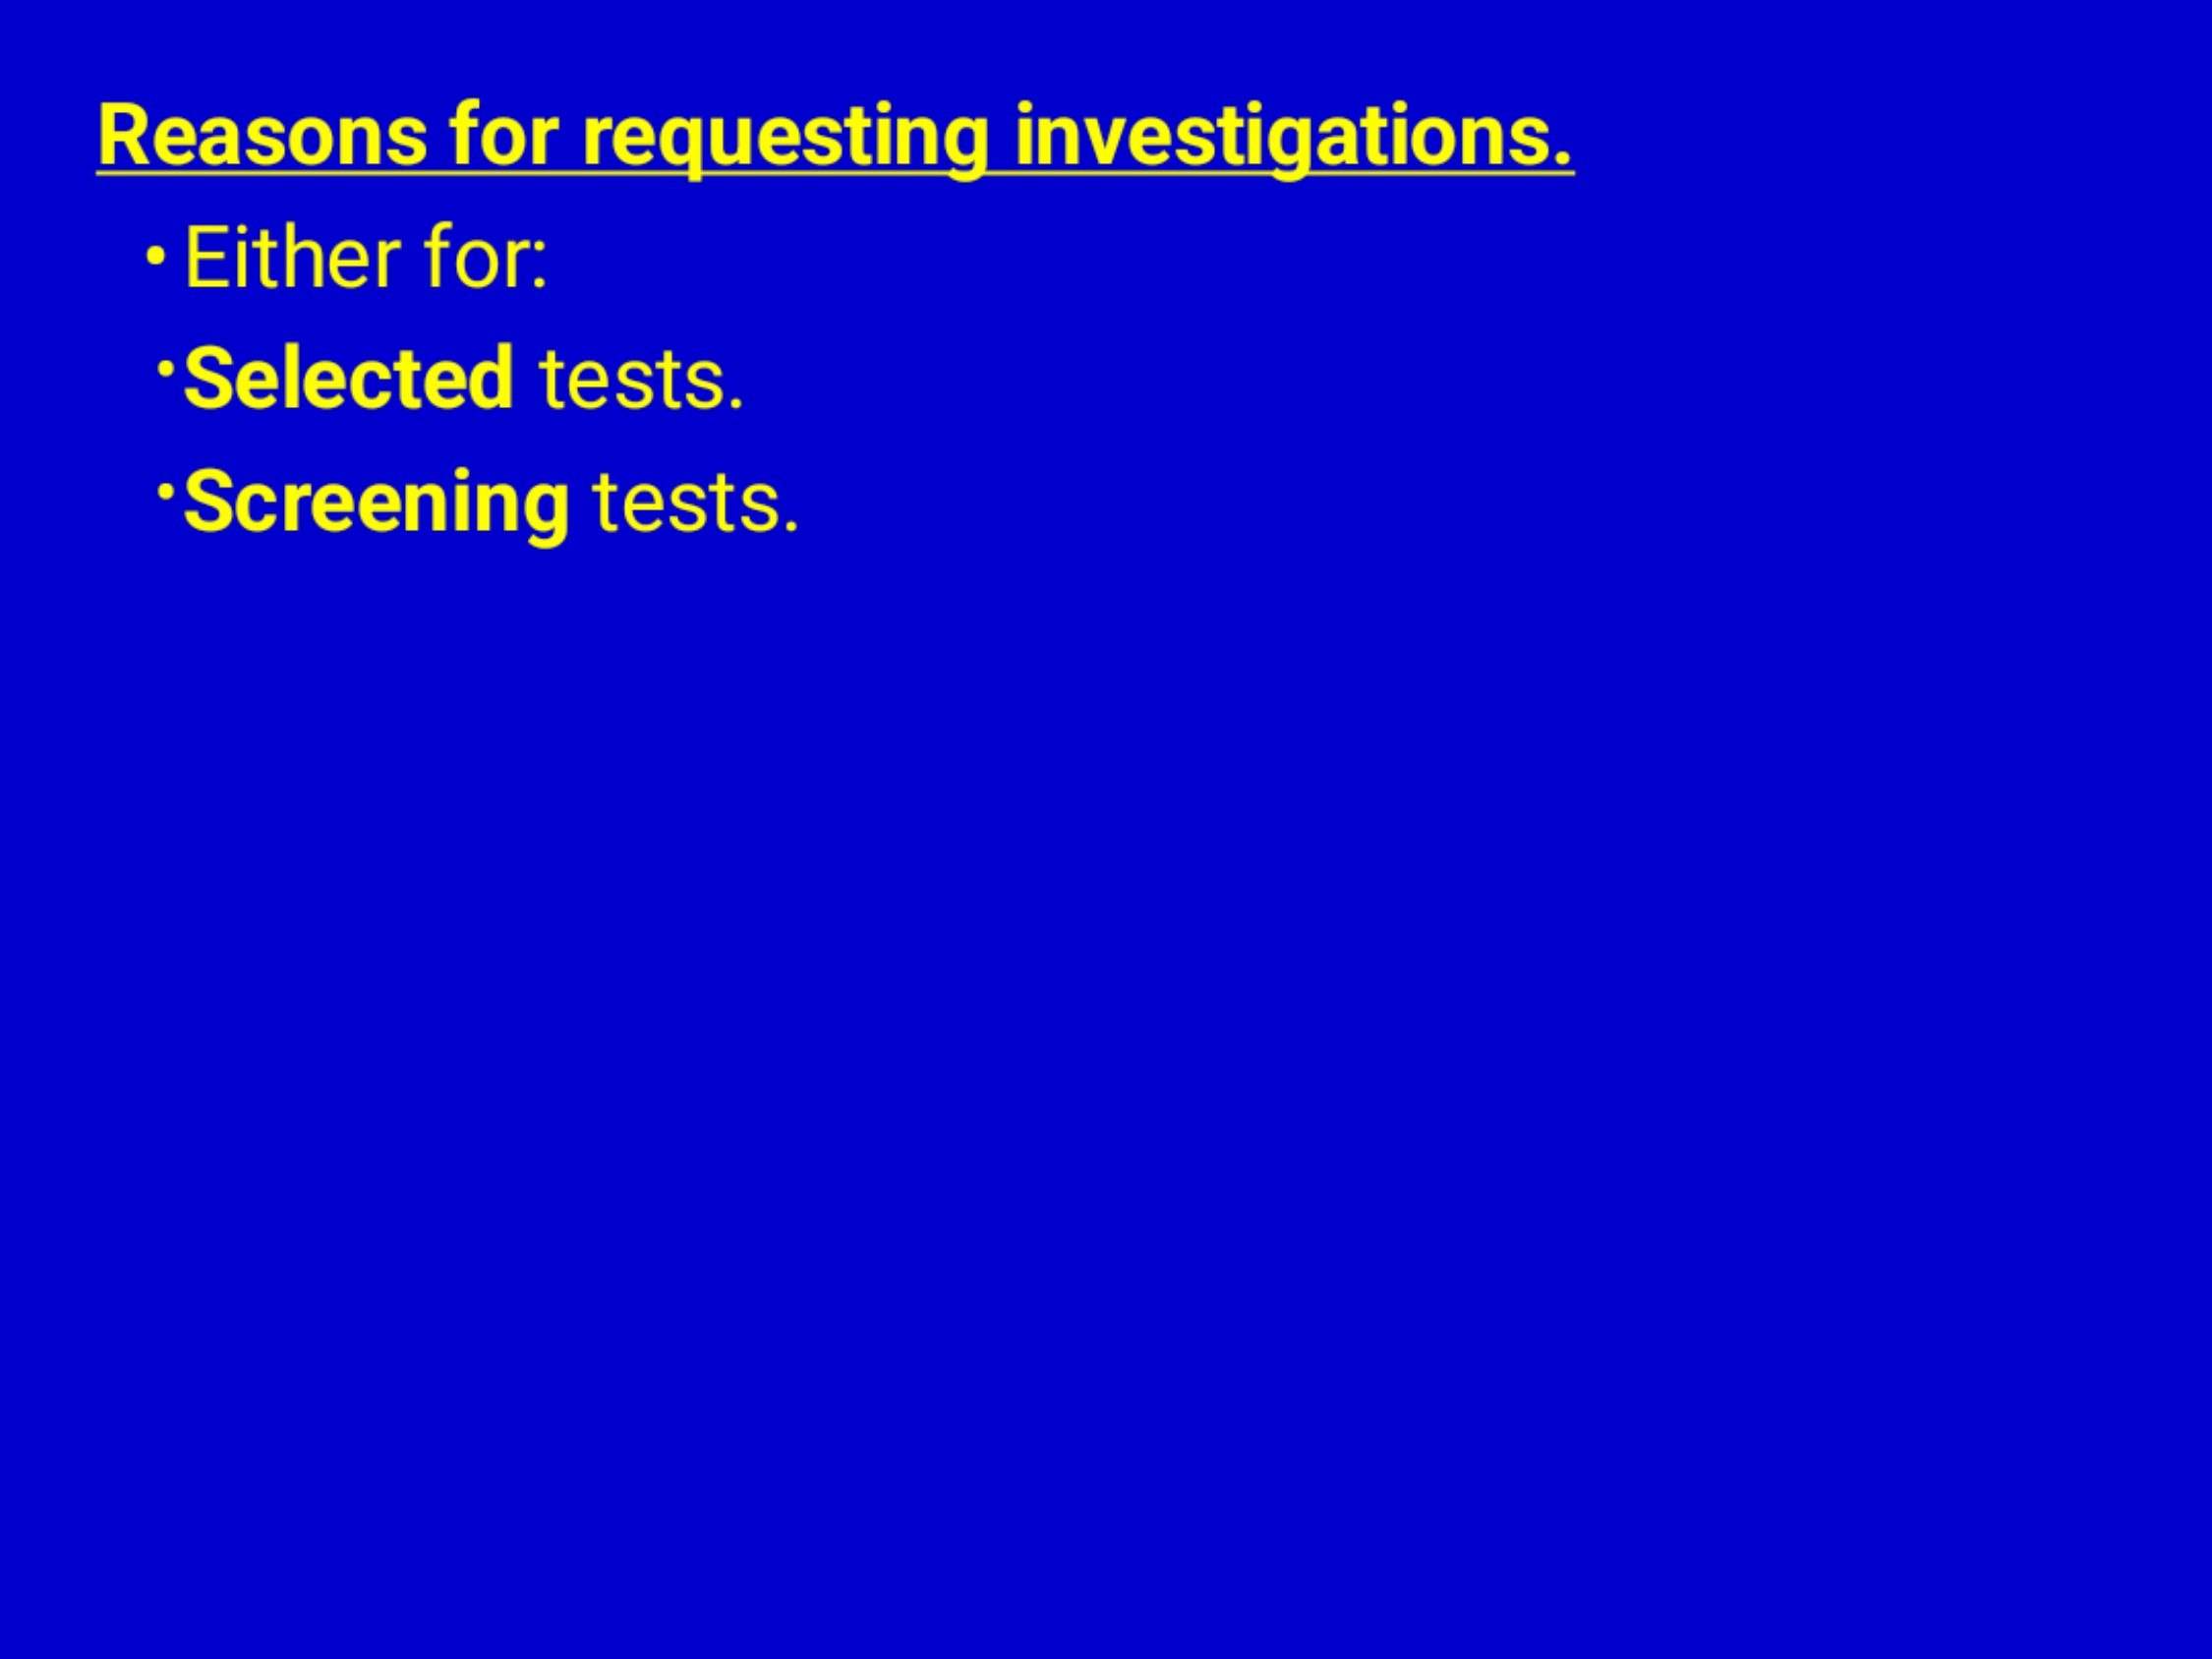 Reasons for requesting investigations.
• Either for:
• Selected tests.
• Screening tests.